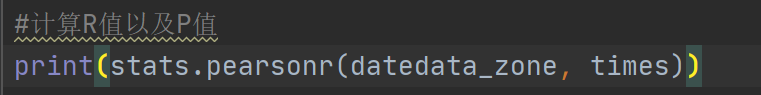 #计算R值以及P值
print(stats.pearsonr(datedata_zone, times))